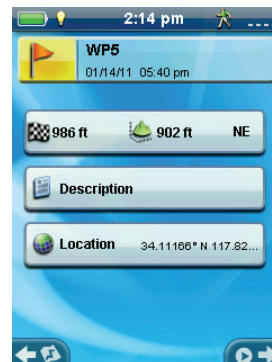 2:14 pm ...
WP5
01/14/11 05:40 pm
986 ft 902 ft NE
Description
Location 34.11166° N 117.82...